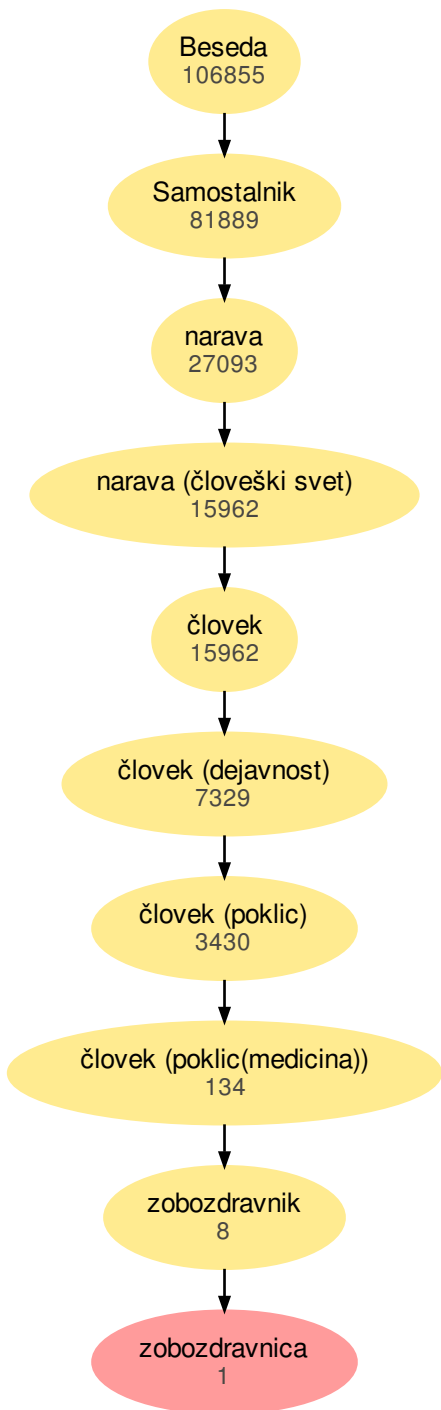 Beseda
106855
Samostalnik
81889
narava
27093
narava (človeški svet)
15962
človek
15962
človek (dejavnost)
7329
človek (poklic)
3430
človek (poklic(medicina))
134
zobozdravnik
8
zobozdravnica
1